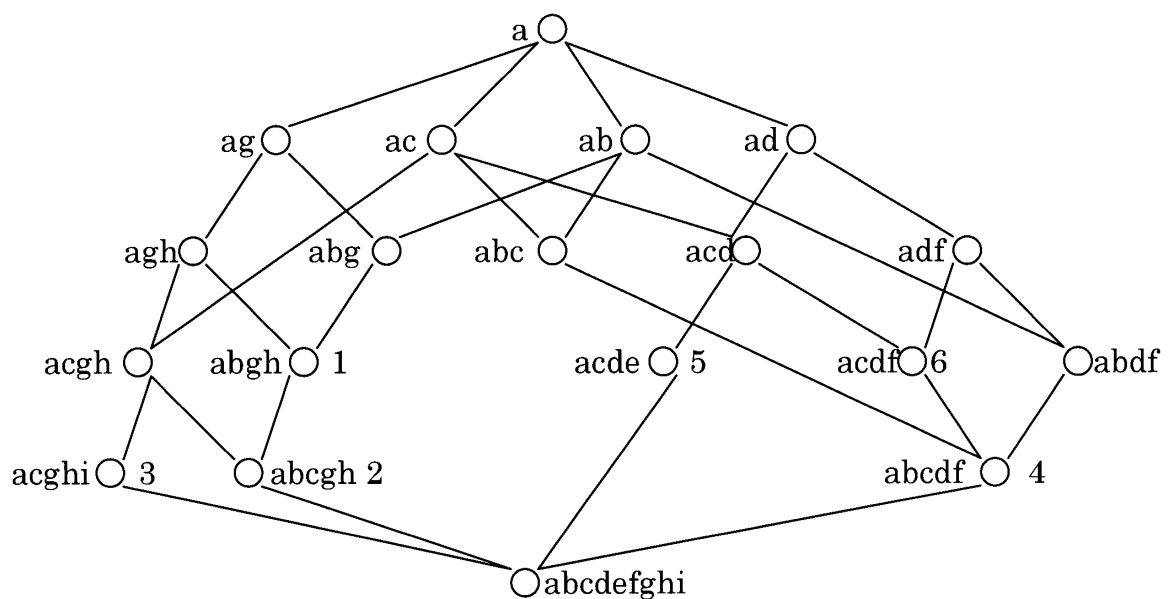 a
ag ac ab ad
agh abg abc acd adf
acgh abgh 1 acde 5 acdf 6 abdf
acghi 3 abcgh 2 abcdf 4
abcdefghi